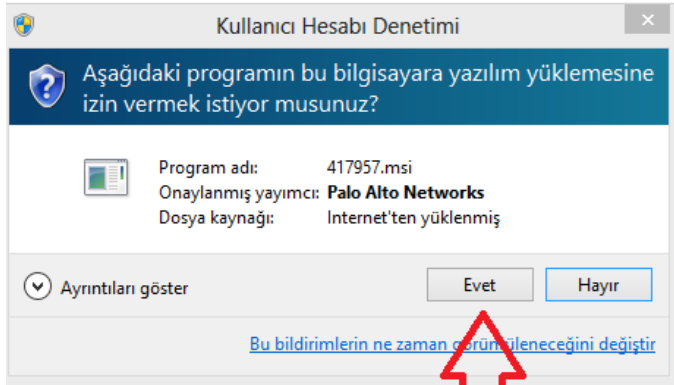 Kullanıcı Hesabı Denetimi
Aşağıdaki programın bu bilgisayara yazılım yüklemesine
izin vermek istiyor musunuz?
Program adı: 417957.msi
Onaylanmış yayımcı: Palo Alto Networks
Dosya kaynağı: Internet'ten yüklenmiş
Ayrıntıları göster
Evet
Hayır
Bu bildirimlerin ne zaman görüntüleneceğini değiştir